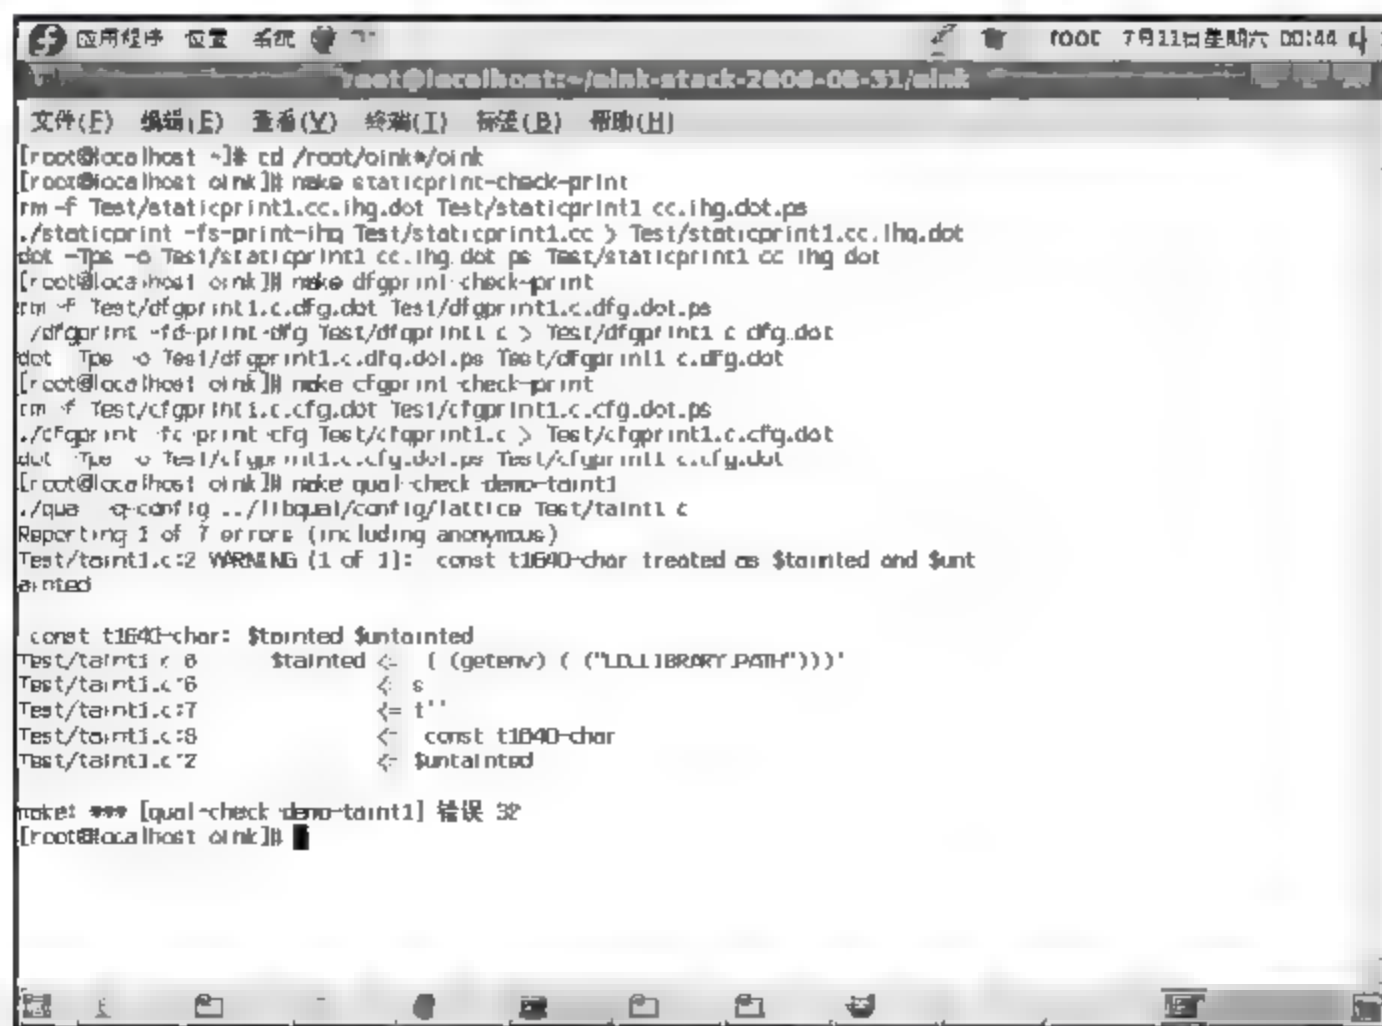 应用程序 位置 系统
root 7月11日星期六 00:44
root@localhost:~/oink-stack-2006-08-31/oink
文件(F) 编辑(E) 查看(V) 终端(T) 标签(B) 帮助(H)
[root@localhost ~]# cd /root/oink*/oink
[root@localhost oink]# make staticprint-check-print
rm -f Test/staticprint1.cc.ihg.dot Test/staticprint1.cc.ihg.dot.ps
./staticprint -fs-print-ihg Test/staticprint1.cc > Test/staticprint1.cc.ihg.dot
dot -Tps -o Test/staticprint1.cc.ihg.dot.ps Test/staticprint1.cc.ihg.dot
[root@localhost oink]# make dfgprint-check-print
rm -f Test/dfgprint1.c.dfg.dot Test/dfgprint1.c.dfg.dot.ps
./dfgprint -fd-print-dfg Test/dfgprint1.c > Test/dfgprint1.c.dfg.dot
dot -Tps -o Test/dfgprint1.c.dfg.dot.ps Test/dfgprint1.c.dfg.dot
[root@localhost oink]# make cfgprint-check-print
rm -f Test/cfgprint1.c.cfg.dot Test/cfgprint1.c.cfg.dot.ps
./cfgprint -fc-print-cfg Test/cfgprint1.c > Test/cfgprint1.c.cfg.dot
dot -Tps -o Test/cfgprint1.c.cfg.dot.ps Test/cfgprint1.c.cfg.dot
[root@localhost oink]# make qual-check-demo-taint1
./qual -q-config ../libqual/config/lattice Test/taint1.c
Reporting 1 of 7 errors (including anonymous)
Test/taint1.c:2 WARNING (1 of 1):  const t1640-char treated as $tainted and $unt
ainted
const t1640-char: $tainted $untainted
Test/taint1.c:6 $tainted <= ( (getenv) ( ("LD_LIBRARY_PATH")))'
Test/taint1.c:6 <= s
Test/taint1.c:7 <= t''
Test/taint1.c:8 <= const t1640-char
Test/taint1.c:2 <= $untainted
make: *** [qual-check-demo-taint1] 错误 32
[root@localhost oink]#